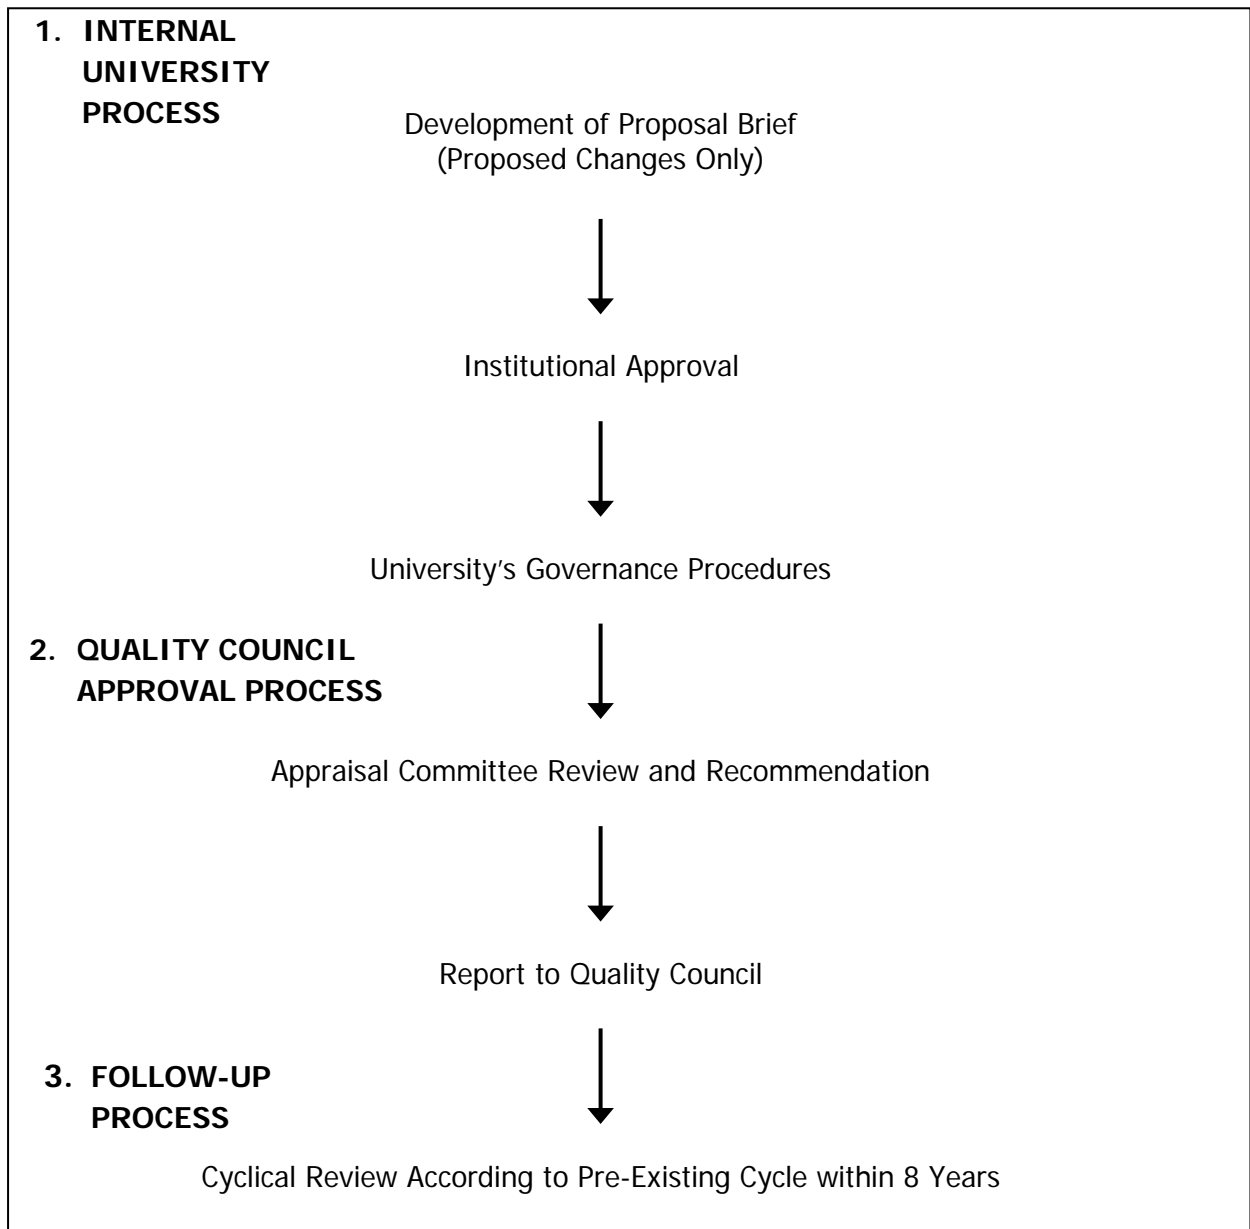 1. INTERNAL
UNIVERSITY
PROCESS
Development of Proposal Brief
(Proposed Changes Only)
Institutional Approval
University's Governance Procedures
2. QUALITY COUNCIL
APPROVAL PROCESS
Appraisal Committee Review and Recommendation
Report to Quality Council
3. FOLLOW-UP
PROCESS
Cyclical Review According to Pre-Existing Cycle within 8 Years